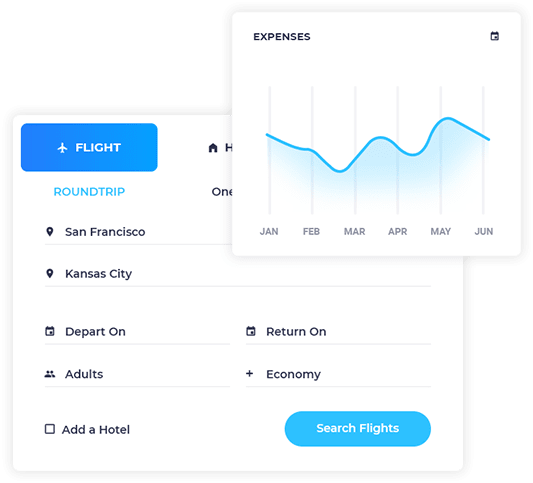 EXPENSES
JAN FEB MAR APR MAY JUN
FLIGHT
ROUNDTRIP
San Francisco
Kansas City
Depart On Return On
Adults Economy
Add a Hotel Search Flights